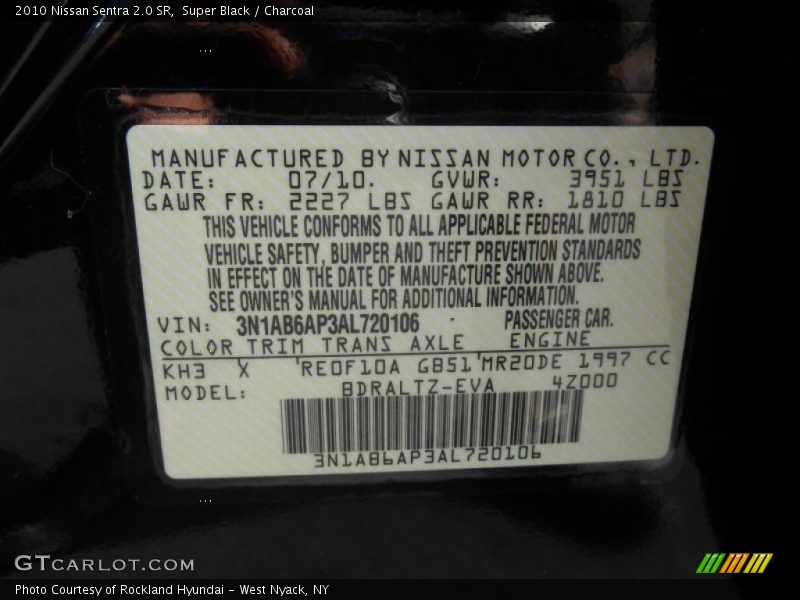 2010 Nissan Sentra 2.0 SR, Super Black / Charcoal
MANUFACTURED BY NISSAN MOTOR CO., LTD.
DATE: 07/10. GVWR: 3951 LBS
GAWR FR: 2227 LBS GAWR RR: 1810 LBS
THIS VEHICLE CONFORMS TO ALL APPLICABLE FEDERAL MOTOR
VEHICLE SAFETY, BUMPER AND THEFT PREVENTION STANDARDS
IN EFFECT ON THE DATE OF MANUFACTURE SHOWN ABOVE.
SEE OWNER'S MANUAL FOR ADDITIONAL INFORMATION.
VIN: 3N1AB6AP3AL720106 PASSENGER CAR.
COLOR TRIM TRANS AXLE ENGINE
KH3 X RE0F10A GB51 MR20DE 1997 CC
MODEL: BDRALTZ-EVA 4Z000
3N1AB6AP3AL720106
GTCARLOT.COM
Photo Courtesy of Rockland Hyundai - West Nyack, NY